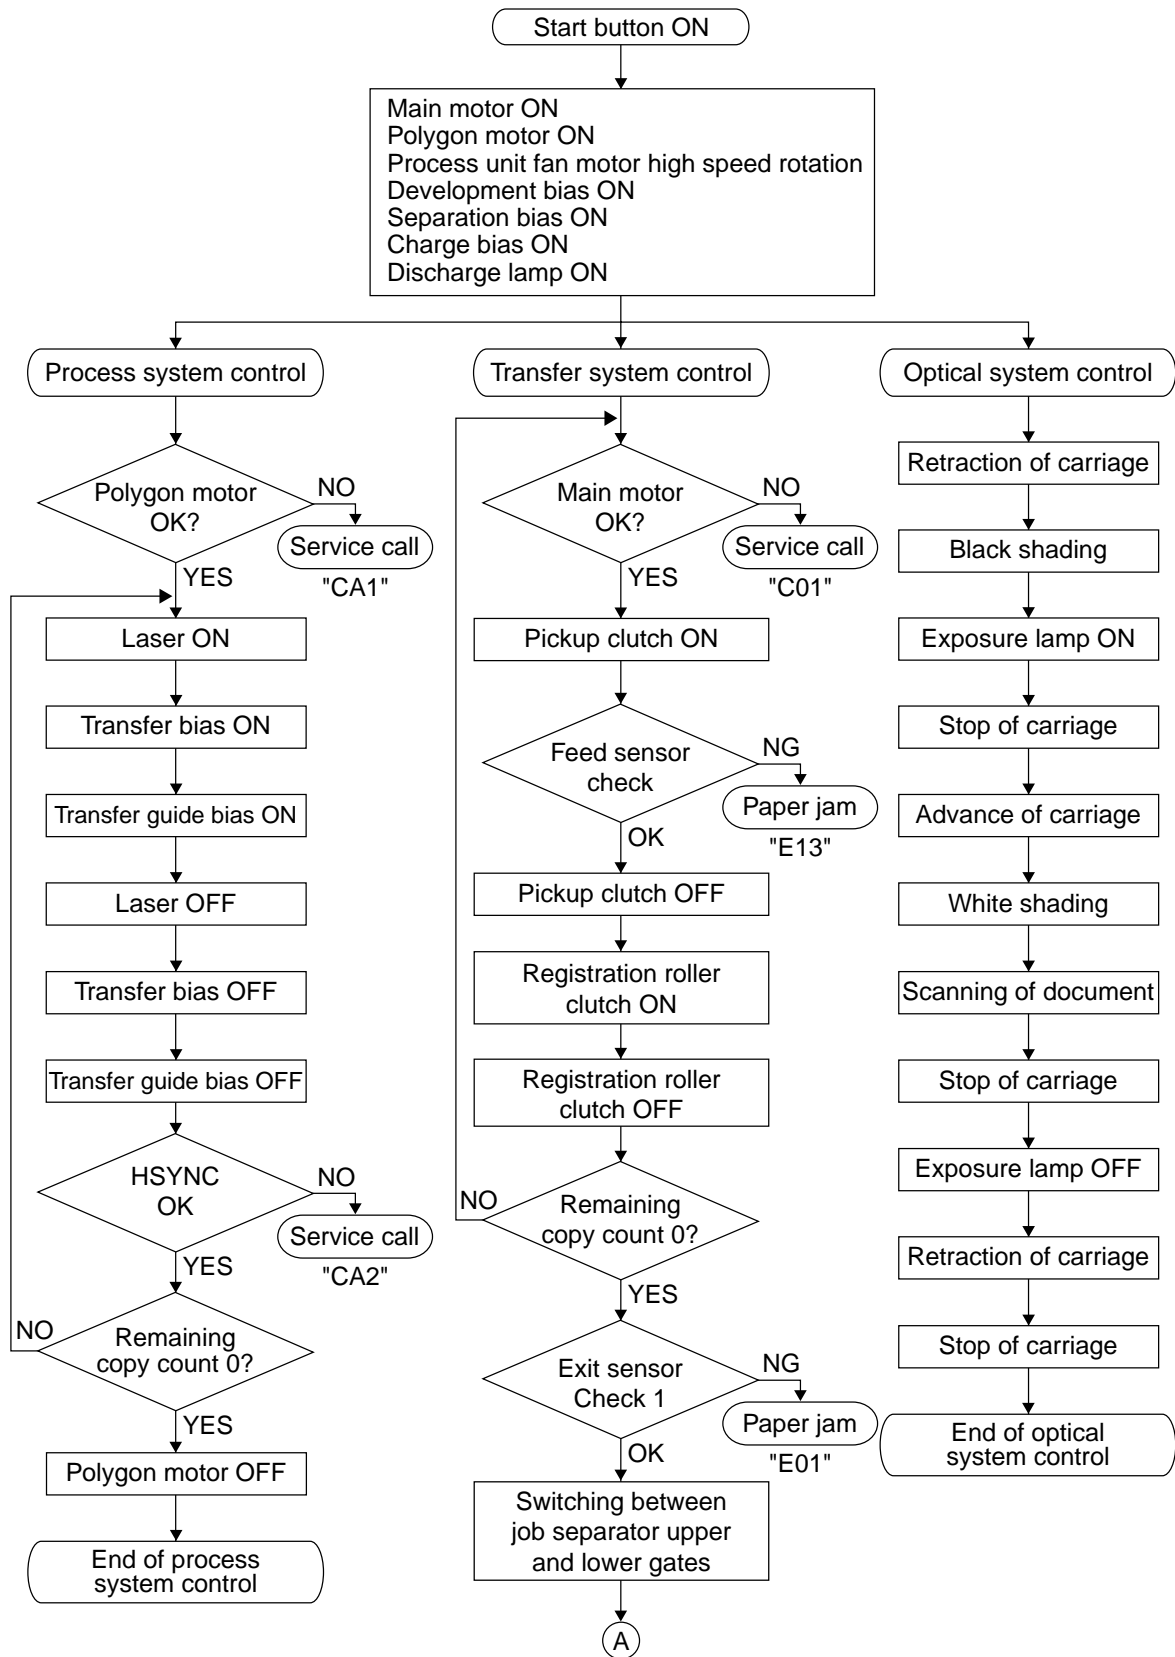 Start button ON
Main motor ON
Polygon motor ON
Process unit fan motor high speed rotation
Development bias ON
Separation bias ON
Charge bias ON
Discharge lamp ON
Process system control
Polygon motor
OK?
NO
Service call
"CA1"
YES
Laser ON
Transfer bias ON
Transfer guide bias ON
Laser OFF
Transfer bias OFF
Transfer guide bias OFF
HSYNC
OK
NO
Service call
"CA2"
YES
Remaining
copy count 0?
NO
YES
Polygon motor OFF
End of process
system control
Transfer system control
Main motor
OK?
NO
Service call
"C01"
YES
Pickup clutch ON
Feed sensor
check
NG
Paper jam
"E13"
OK
Pickup clutch OFF
Registration roller
clutch ON
Registration roller
clutch OFF
Remaining
copy count 0?
NO
YES
Exit sensor
Check 1
NG
Paper jam
"E01"
OK
Switching between
job separator upper
and lower gates
A
Optical system control
Retraction of carriage
Black shading
Exposure lamp ON
Stop of carriage
Advance of carriage
White shading
Scanning of document
Stop of carriage
Exposure lamp OFF
Retraction of carriage
Stop of carriage
End of optical
system control